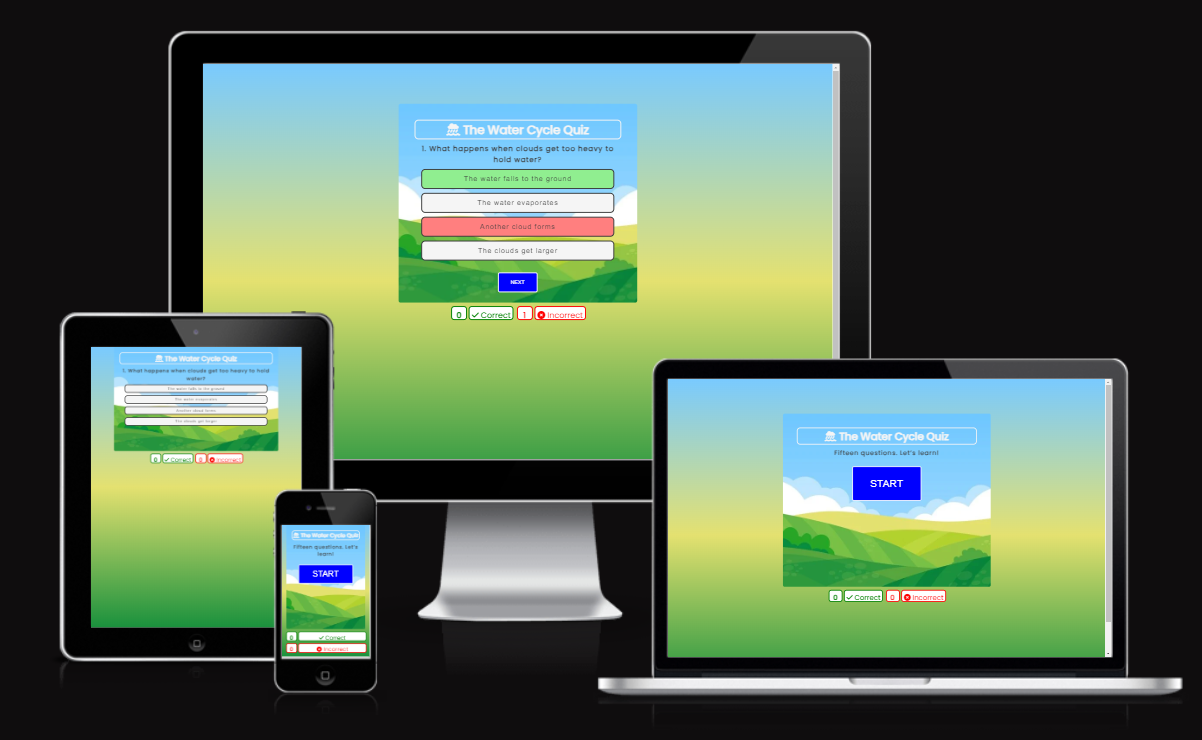 The Water Cycle Quiz
1. What happens when clouds get too heavy to
hold water?
The water falls to the ground
The water evaporates
Another cloud forms
The clouds get larger
NEXT
0 Correct 1 Incorrect
The Water Cycle Quiz
1. What happens when clouds get too heavy to hold
water?
The water falls to the ground
The water evaporates
Another cloud forms
The clouds get larger
0 Correct 0 Incorrect
The Water Cycle Quiz
Fifteen questions. Let's
learn!
START
0 Correct
0 Incorrect
The Water Cycle Quiz
Fifteen questions. Let's learn!
START
0 Correct 0 Incorrect